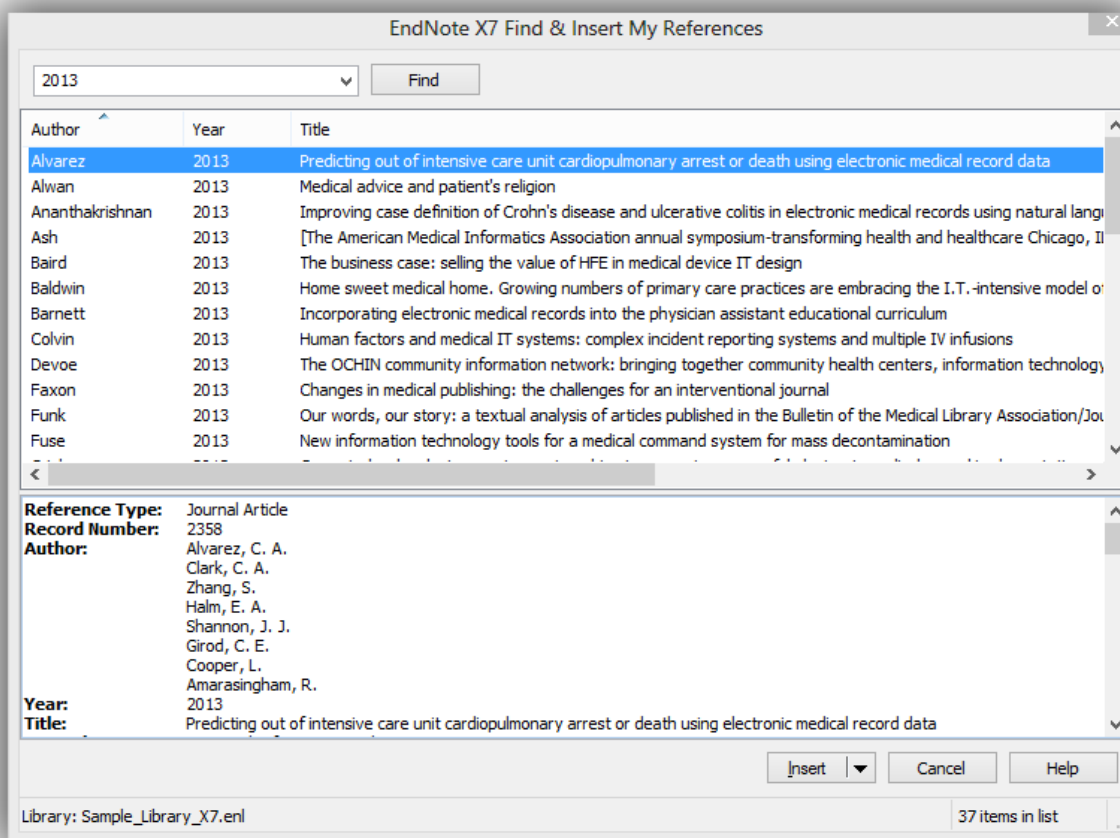 EndNote X7 Find & Insert My References
2013 Find
Author Year Title
Alvarez 2013 Predicting out of intensive care unit cardiopulmonary arrest or death using electronic medical record data
Alwan 2013 Medical advice and patient's religion
Ananthakrishnan 2013 Improving case definition of Crohn's disease and ulcerative colitis in electronic medical records using natural
Ash 2013 [The American Medical Informatics Association annual symposium-transforming health and healthcare Chicago,
Baird 2013 The business case: selling the value of HFE in medical device IT design
Baldwin 2013 Home sweet medical home. Growing numbers of primary care practices are embracing the I.T.-intensive model
Barnett 2013 Incorporating electronic medical records into the physician assistant educational curriculum
Colvin 2013 Human factors and medical IT systems: complex incident reporting systems and multiple IV infusions
Devoe 2013 The OCHIN community information network: bringing together community health centers, information technology
Faxon 2013 Changes in medical publishing: the challenges for an interventional journal
Funk 2013 Our words, our story: a textual analysis of articles published in the Bulletin of the Medical Library
Fuse 2013 New information technology tools for a medical command system for mass decontamination
Reference Type: Journal Article
Record Number: 2358
Author: Alvarez, C. A.
Clark, C. A.
Zhang, S.
Halm, E. A.
Shannon, J. J.
Girod, C. E.
Cooper, L.
Amarasingham, R.
Year: 2013
Title: Predicting out of intensive care unit cardiopulmonary arrest or death using electronic medical record data
Insert Cancel Help
Library: Sample_Library_X7.enl 37 items in list